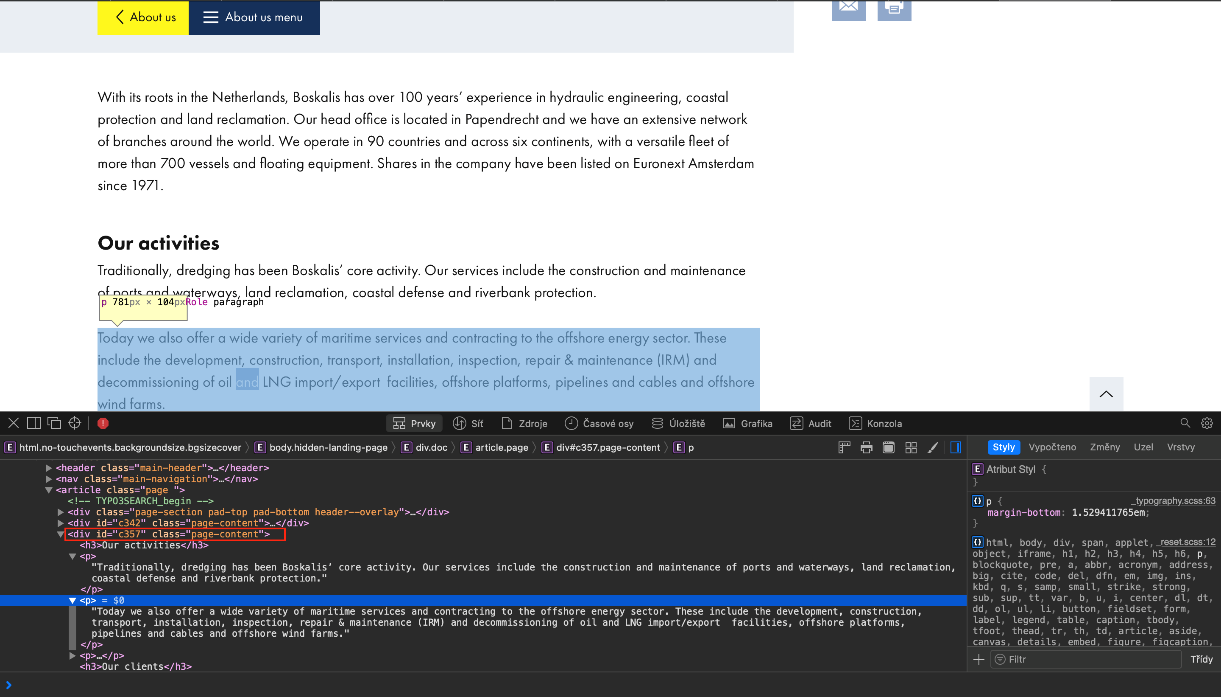 About us
About us menu
With its roots in the Netherlands, Boskalis has over 100 years’ experience in hydraulic engineering, coastal
protection and land reclamation. Our head office is located in Papendrecht and we have an extensive network
of branches around the world. We operate in 90 countries and across six continents, with a versatile fleet of
more than 700 vessels and floating equipment. Shares in the company have been listed on Euronext Amsterdam
since 1971.
Our activities
Traditionally, dredging has been Boskalis’ core activity. Our services include the construction and maintenance
of ports and waterways, land reclamation, coastal defense and riverbank protection.
p 781px × 104px Role paragraph
Today we also offer a wide variety of maritime services and contracting to the offshore energy sector. These
include the development, construction, transport, installation, inspection, repair & maintenance (IRM) and
decommissioning of oil and LNG import/export facilities, offshore platforms, pipelines and cables and offshore
wind farms.
Prvky Síť Zdroje Časové osy Úložiště Grafika Audit Konzola
E html.no-touchevents.backgroundsize.bgsizecover E body.hidden-landing-page E div.doc E article.page E div#c357.page-content E p
<header class="main-header">…</header>
<nav class="main-navigation">…</nav>
<article class="page ">
<!-- TYPO3SEARCH_begin -->
<div class="page-section pad-top pad-bottom header--overlay">…</div>
<div id="c342" class="page-content">…</div>
<div id="c357" class="page-content">
<h3>Our activities</h3>
<p>
"Traditionally, dredging has been Boskalis’ core activity. Our services include the construction and maintenance of ports and waterways, land reclamation,
coastal defense and riverbank protection."
</p>
<p> = $0
"Today we also offer a wide variety of maritime services and contracting to the offshore energy sector. These include the development, construction,
transport, installation, inspection, repair & maintenance (IRM) and decommissioning of oil and LNG import/export facilities, offshore platforms,
pipelines and cables and offshore wind farms."
</p>
<p>…</p>
<h3>Our clients</h3>
Styly Vypočteno Změny Uzel Vrstvy
E Atribut Styl {
}
p { _typography.scss:63
margin-bottom: 1.529411765em;
}
html, body, div, span, applet, _reset.scss:12
object, iframe, h1, h2, h3, h4, h5, h6, p,
blockquote, pre, a, abbr, acronym, address,
big, cite, code, del, dfn, em, img, ins,
kbd, q, s, samp, small, strike, strong,
sub, sup, tt, var, b, u, i, center, dl, dt,
dd, ol, ul, li, button, fieldset, form,
label, legend, table, caption, tbody,
tfoot, thead, tr, th, td, article, aside,
canvas, details, embed, figure, figcaption,
Filtr
Třídy